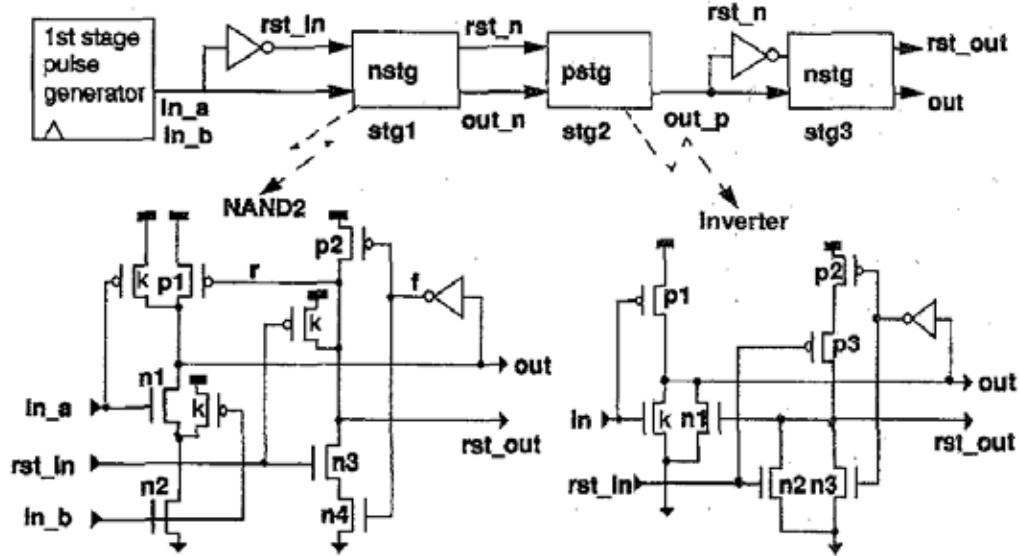 1st stage
pulse
generator
in_a
in_b
rst_in
nstg
stg1
rst_n
out_n
pstg
stg2
out_p
rst_n
nstg
stg3
rst_out
out
NAND2
Inverter
k
p1
r
p2
f
k
n1
k
out
in_a
rst_out
rst_in
n3
n2
n4
in_b
p1
p2
p3
out
in
k
n1
rst_out
rst_in
n2
n3